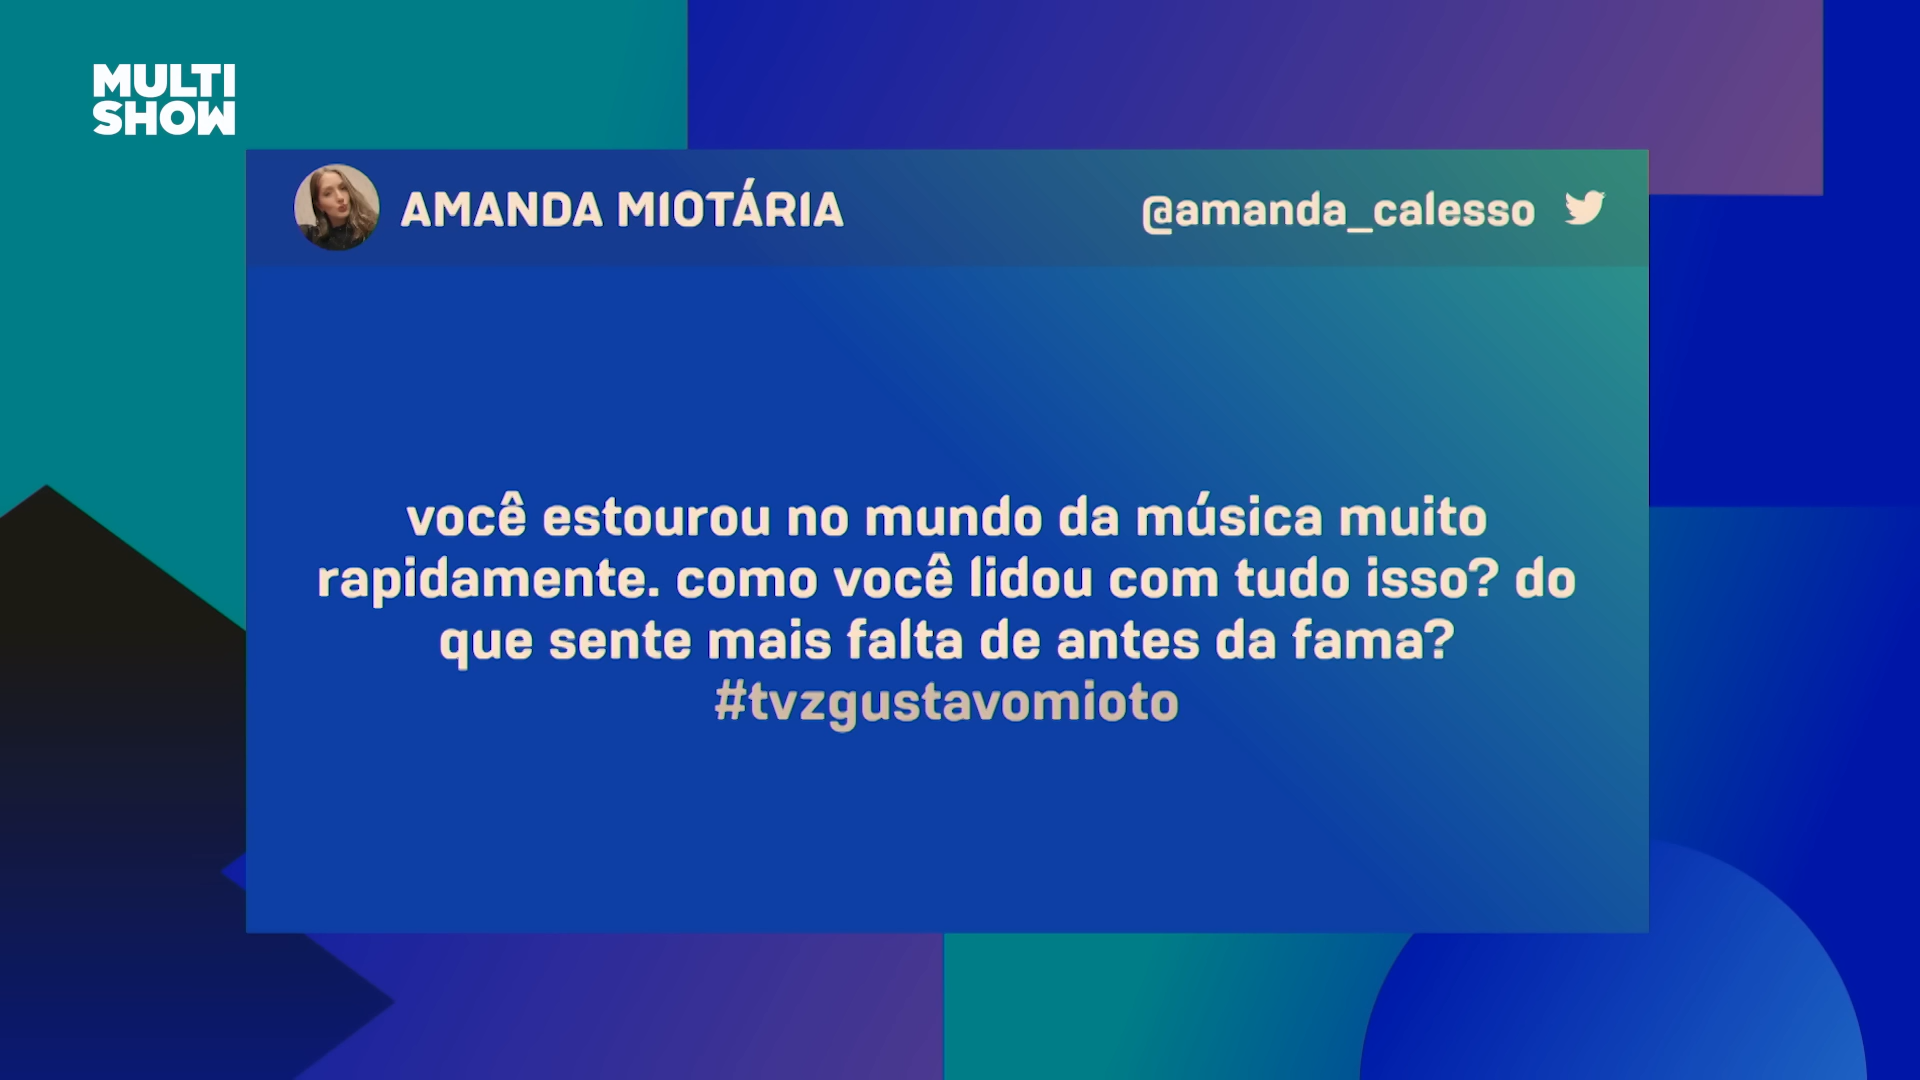 MULTI
SHOW
AMANDA MIOTÁRIA
@amanda_calesso
você estourou no mundo da música muito
rapidamente. como você lidou com tudo isso? do
que sente mais falta de antes da fama?
#tvzgustavomioto